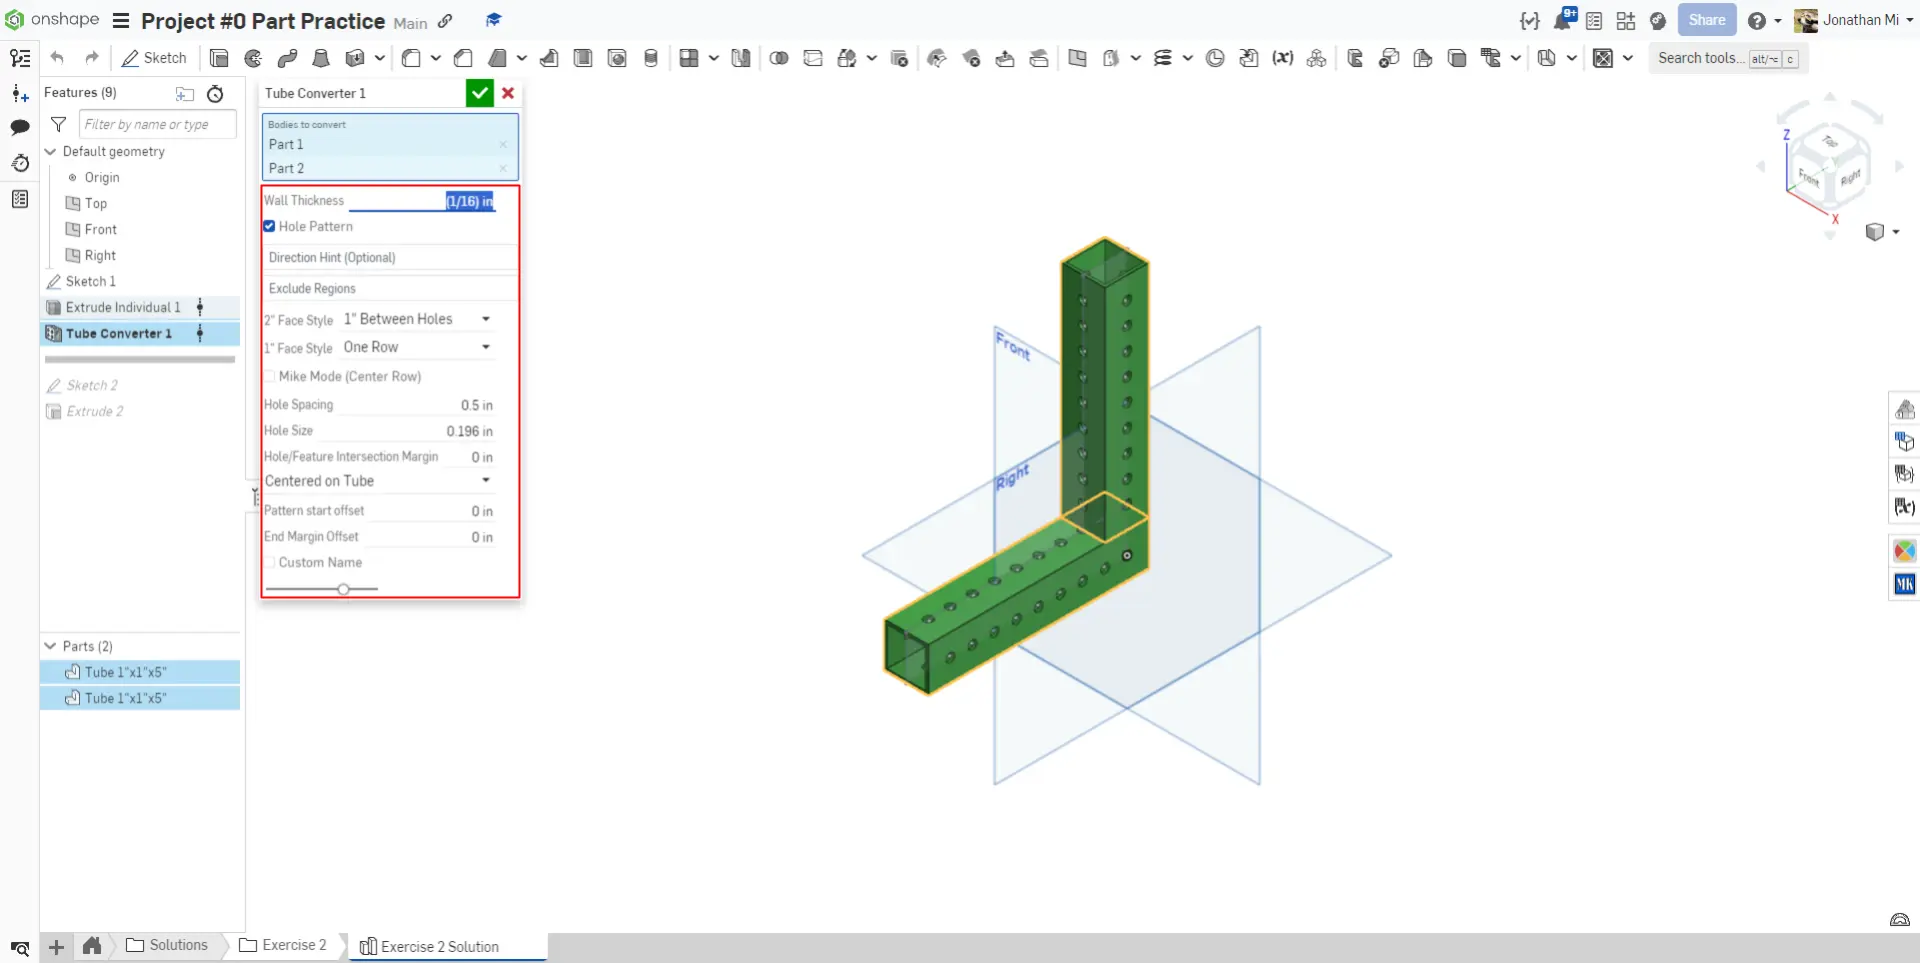 onshape
Project #0 Part Practice Main
9+
Share
Jonathan Mi
Sketch
(x)
Search tools... alt/~ c
Features (9)
Filter by name or type
Default geometry
Origin
Top
Front
Right
Sketch 1
Extrude Individual 1
Tube Converter 1
Sketch 2
Extrude 2
Parts (2)
Tube 1"x1"x5"
Tube 1"x1"x5"
Tube Converter 1
Bodies to convert
Part 1
Part 2
Wall Thickness (1/16) in
Hole Pattern
Direction Hint (Optional)
Exclude Regions
2" Face Style 1" Between Holes
1" Face Style One Row
Mike Mode (Center Row)
Hole Spacing 0.5 in
Hole Size 0.196 in
Hole/Feature Intersection Margin 0 in
Centered on Tube
Pattern start offset 0 in
End Margin Offset 0 in
Custom Name
Front
Right
Z
Top
Front
Right
X
(x)
MK
Solutions
Exercise 2
Exercise 2 Solution